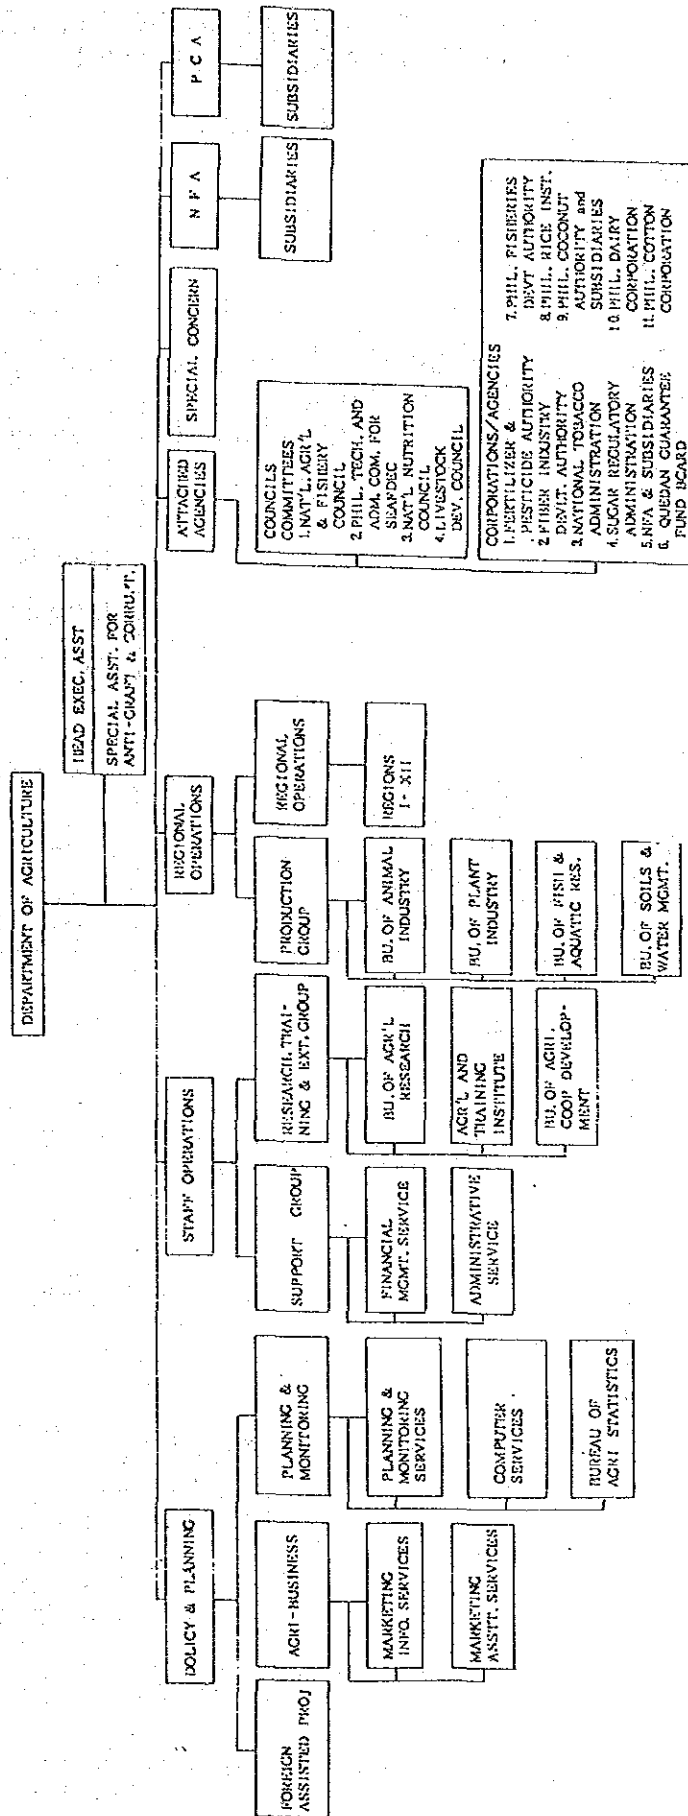 DEPARTMENT OF AGRICULTURE
HEAD EXEC. ASST
SPECIAL ASST. FOR
ANTI-GRAFT & CORRUPT.
POLICY & PLANNING
STAFF OPERATIONS
REGIONAL
OPERATIONS
ATTACHED
AGENCIES
SPECIAL CONCERN
N F A
P C A
FOREIGN
ASSISTED PROJ
AGRI-BUSINESS
PLANNING &
MONITORING
SUPPORT GROUP
RESEARCH, TRAI-
NING & EXT. GROUP
PRODUCTION
GROUP
REGIONAL
OPERATIONS
SUBSIDIARIES
SUBSIDIARIES
MARKETING
INFO. SERVICES
MARKETING
ASSTT. SERVICES
PLANNING &
MONITORING
SERVICES
COMPUTER
SERVICES
BUREAU OF
AGRI STATISTICS
FINANCIAL
MGMT. SERVICE
ADMINISTRATIVE
SERVICE
BU. OF AGR'L
RESEARCH
AGR'L AND
TRAINING
INSTITUTE
BU. OF AGRI.
COOP DEVELOP-
MENT
BU. OF ANIMAL
INDUSTRY
BU. OF PLANT
INDUSTRY
BU. OF FISH &
AQUATIC RES.
BU. OF SOILS &
WATER MGMT.
REGIONS
I - XII
COUNCILS
COMMITTEES
1. NAT'L. AGR'L
& FISHERY
COUNCIL
2. PHIL. TECH. AND
ADM. COM. FOR
SEAFDEC
3. NAT'L NUTRITION
COUNCIL
4. LIVESTOCK
DEV. COUNCIL
CORPORATIONS/AGENCIES
1. FERTILIZER &
PESTICIDE AUTHORITY
2. FIBER INDUSTRY
DEVLT. AUTHORITY
3. NATIONAL TOBACCO
ADMINISTRATION
4. SUGAR REGULATORY
ADMINISTRATION
5. NFA & SUBSIDIARIES
6. QUEDAN GUARANTEE
FUND BOARD
7. PHIL. FISHERIES
DEVT AUTHORITY
8. PHIL. RICE INST.
9. PHIL. COCONUT
AUTHORITY and
SUBSIDIARIES
10. PHIL. DAIRY
CORPORATION
11. PHIL. COTTON
CORPORATION